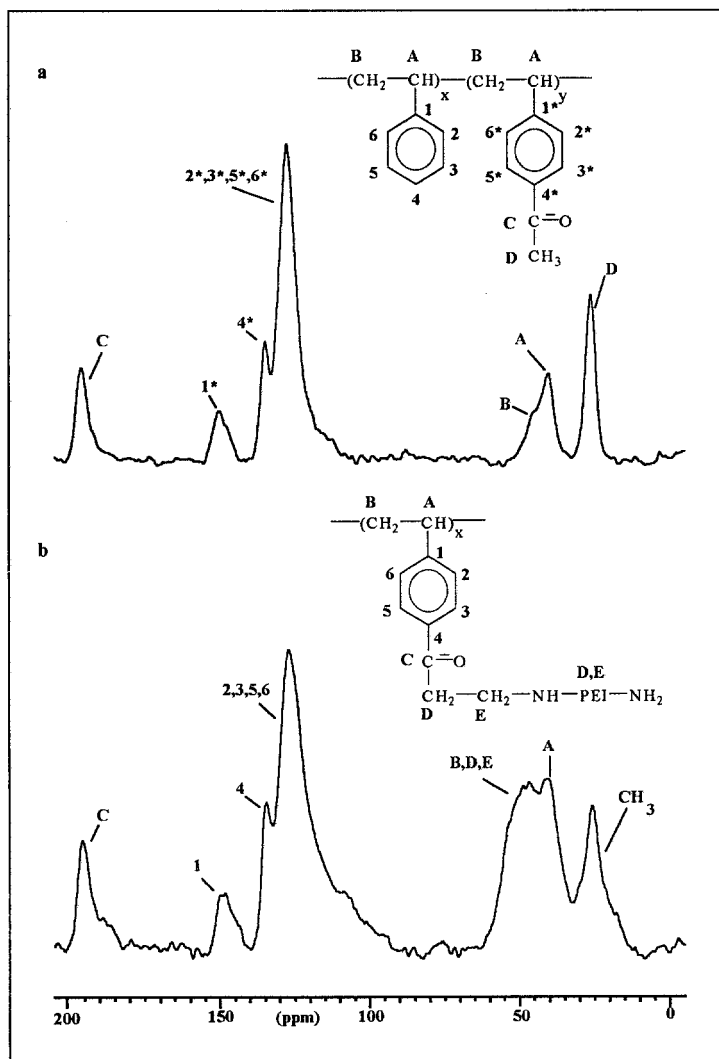 a
B A B A
(CH2 CH)x (CH2 CH)y
1 1*
6 2 6* 2*
5 3 5* 3*
4 4*
C C=O
D CH3
2*,3*,5*,6*
4*
C
1*
B
A
D
b
B A
(CH2 CH)x
1
6 2
5 3
4
C C=O
D,E
CH2 CH2 NH PEI NH2
D E
2,3,5,6
4
C
1
B,D,E
A
CH3
200 150 (ppm) 100 50 0